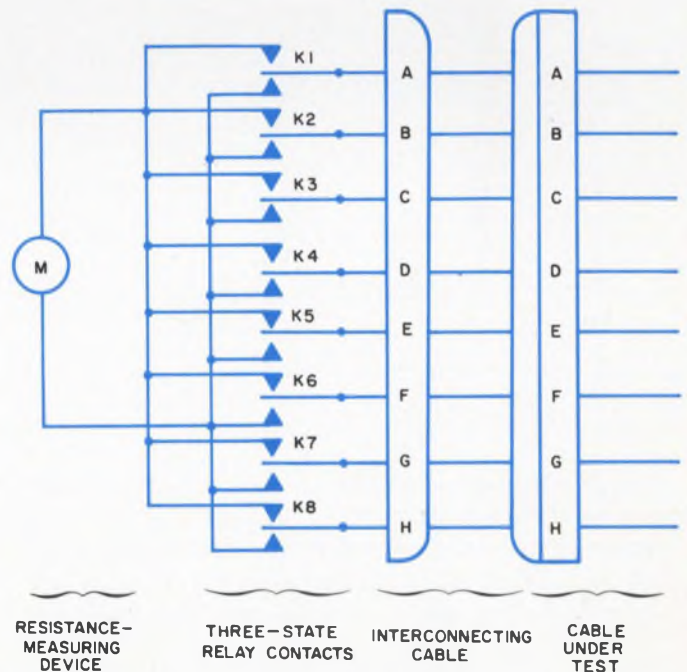 K1
A
A
K2
B
B
K3
C
C
K4
D
D
M
K5
E
E
K6
F
F
K7
G
G
K8
H
H
RESISTANCE-
MEASURING
DEVICE
THREE-STATE
RELAY CONTACTS
INTERCONNECTING
CABLE
CABLE
UNDER
TEST